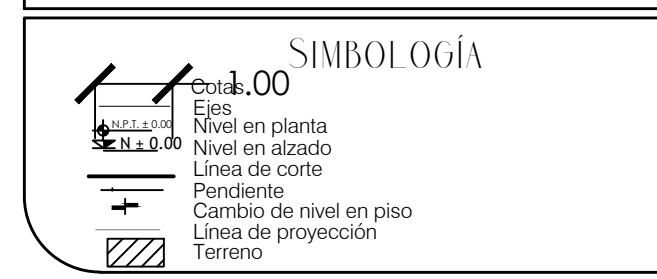 SIMBOLOGÍA
Cotas 1.00
Ejes
N.P.T. ± 0.00 Nivel en planta
N ± 0.00 Nivel en alzado
Línea de corte
Pendiente
Cambio de nivel en piso
Línea de proyección
Terreno